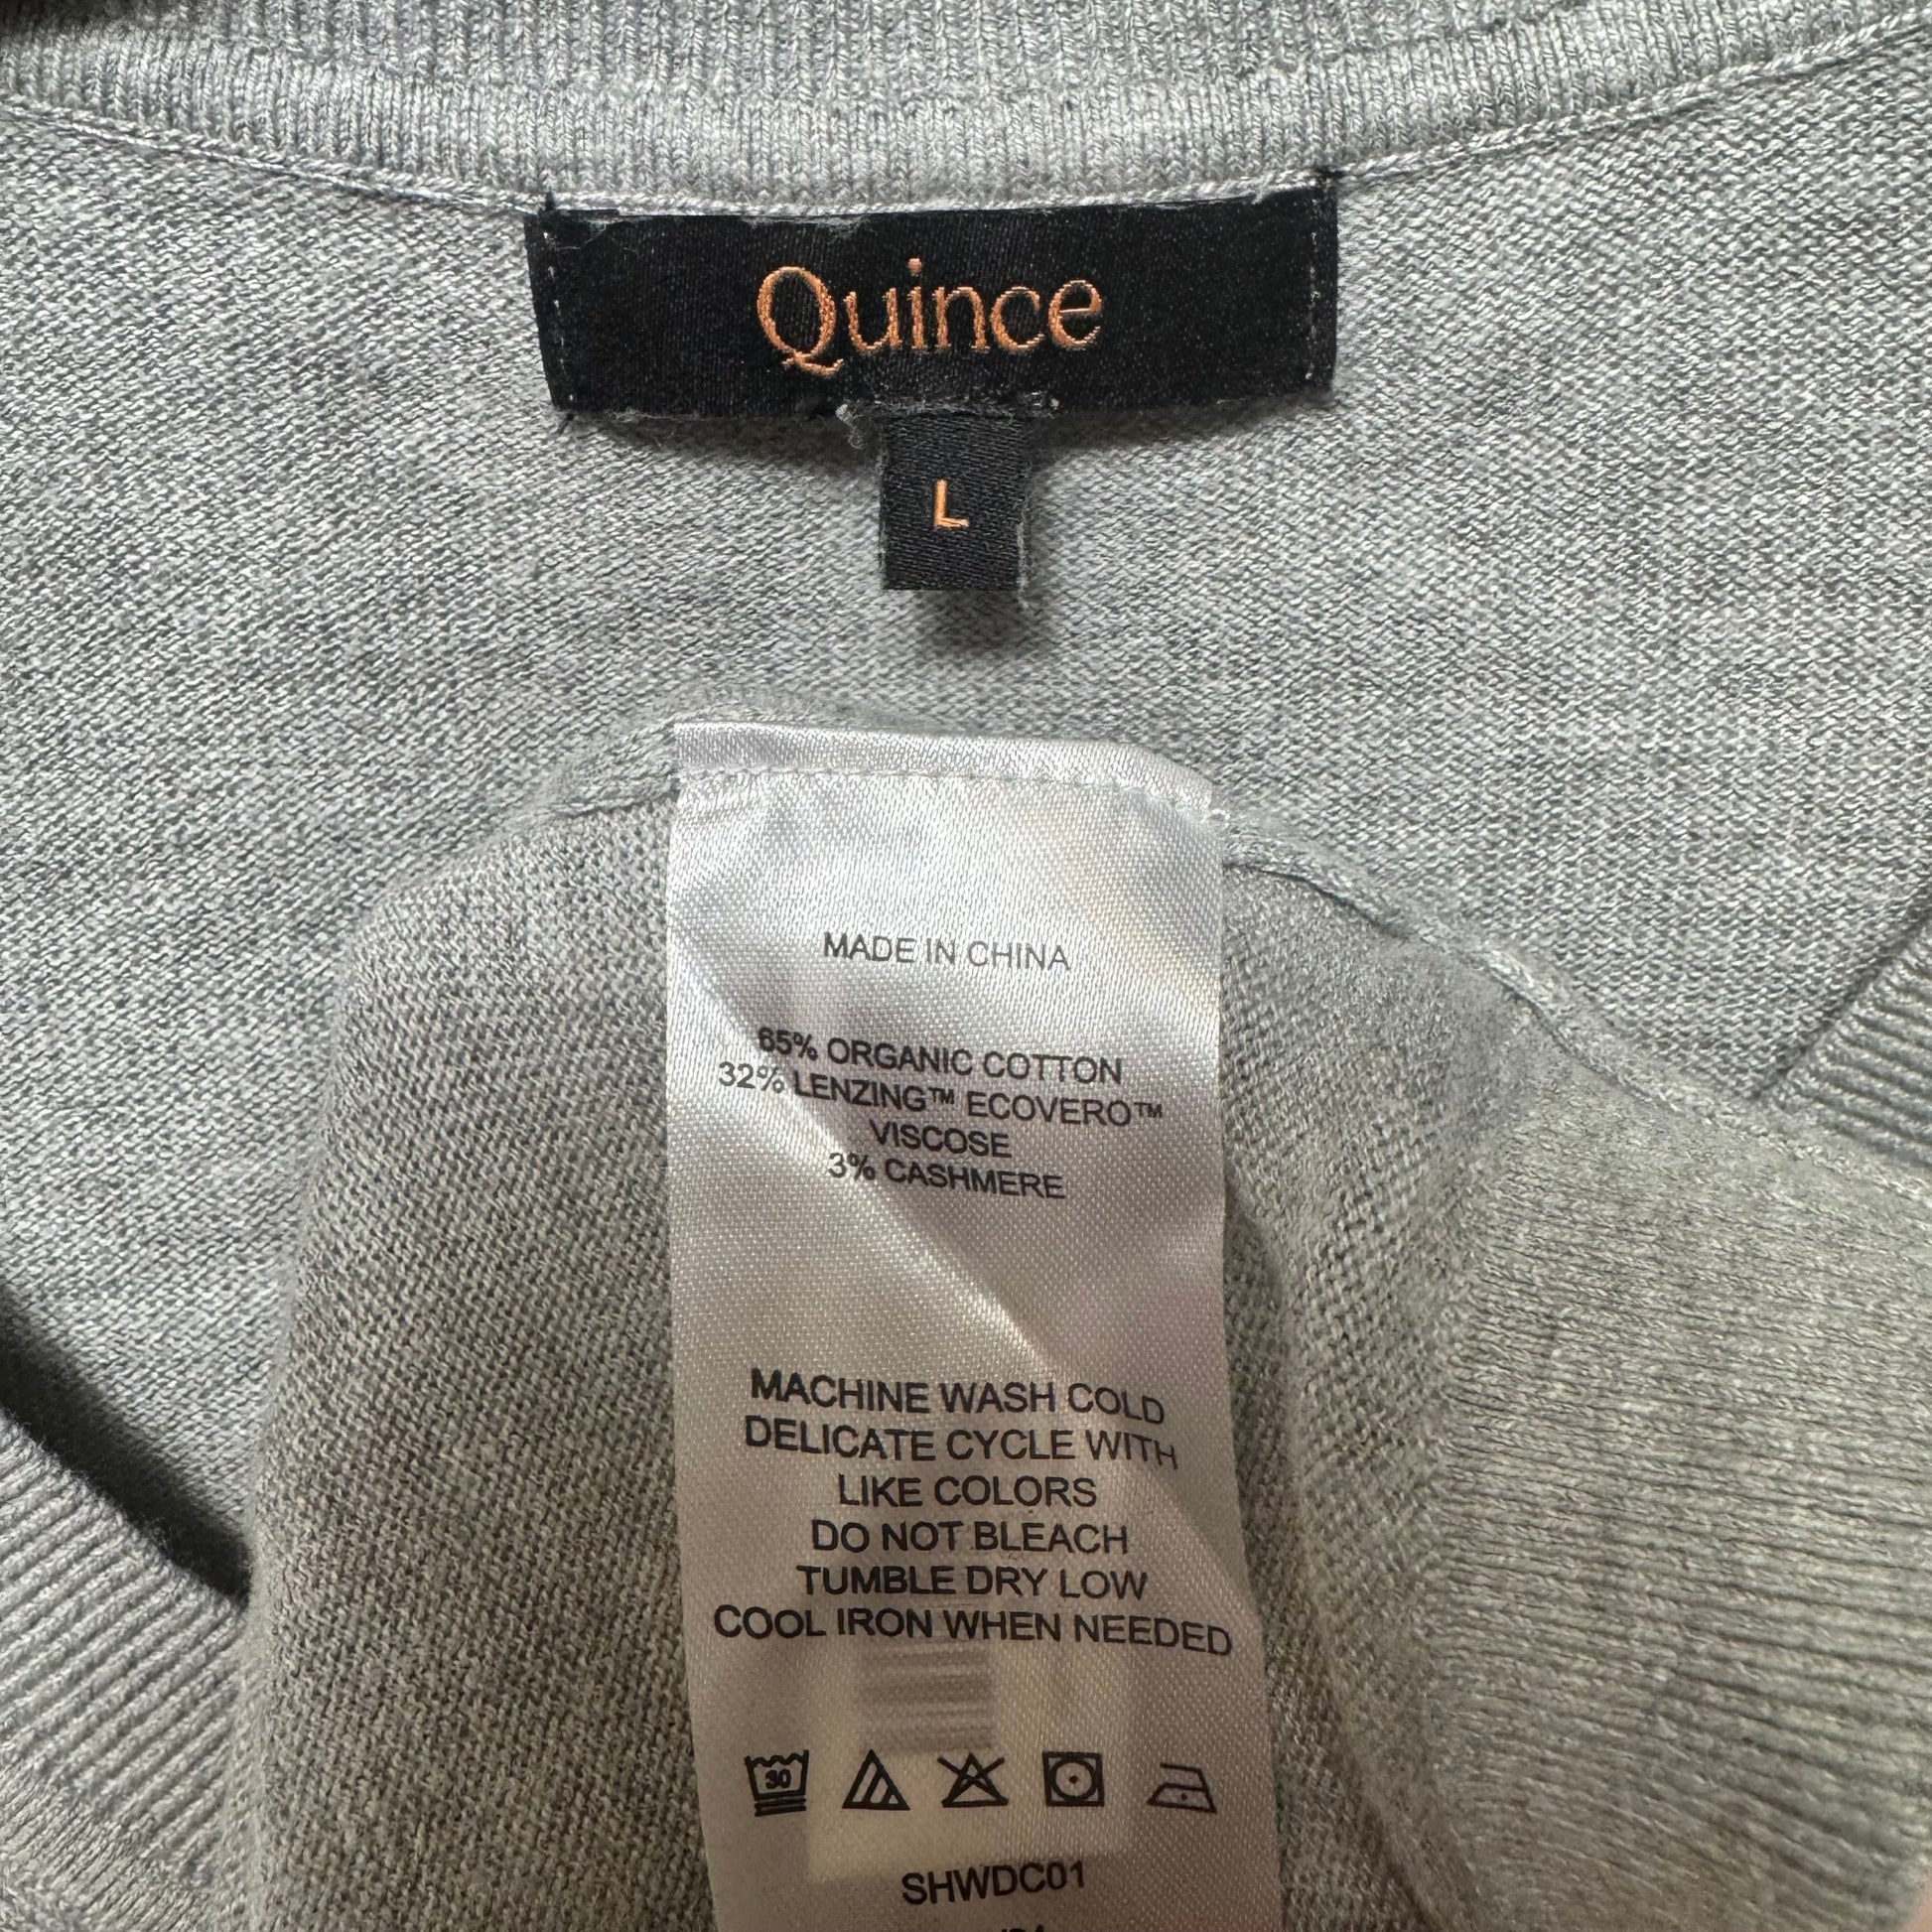 Quince
L
MADE IN CHINA
65% ORGANIC COTTON
32% LENZING™ ECOVERO™
VISCOSE
3% CASHMERE
MACHINE WASH COLD
DELICATE CYCLE WITH
LIKE COLORS
DO NOT BLEACH
TUMBLE DRY LOW
COOL IRON WHEN NEEDED
30
SHWDC01